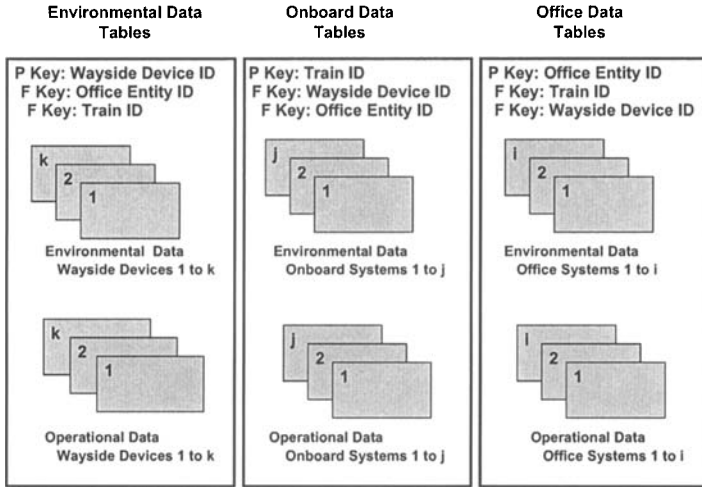 Environmental Data
Tables
P Key: Wayside Device ID
F Key: Office Entity ID
F Key: Train ID
k
2
1
Environmental Data
Wayside Devices 1 to k
k
2
1
Operational Data
Wayside Devices 1 to k
Onboard Data
Tables
P Key: Train ID
F Key: Wayside Device ID
F Key: Office Entity ID
j
2
1
Environmental Data
Onboard Systems 1 to j
j
2
1
Operational Data
Onboard Systems 1 to j
Office Data
Tables
P Key: Office Entity ID
F Key: Train ID
F Key: Wayside Device ID
i
2
1
Environmental Data
Office Systems 1 to i
i
2
1
Operational Data
Office Systems 1 to i